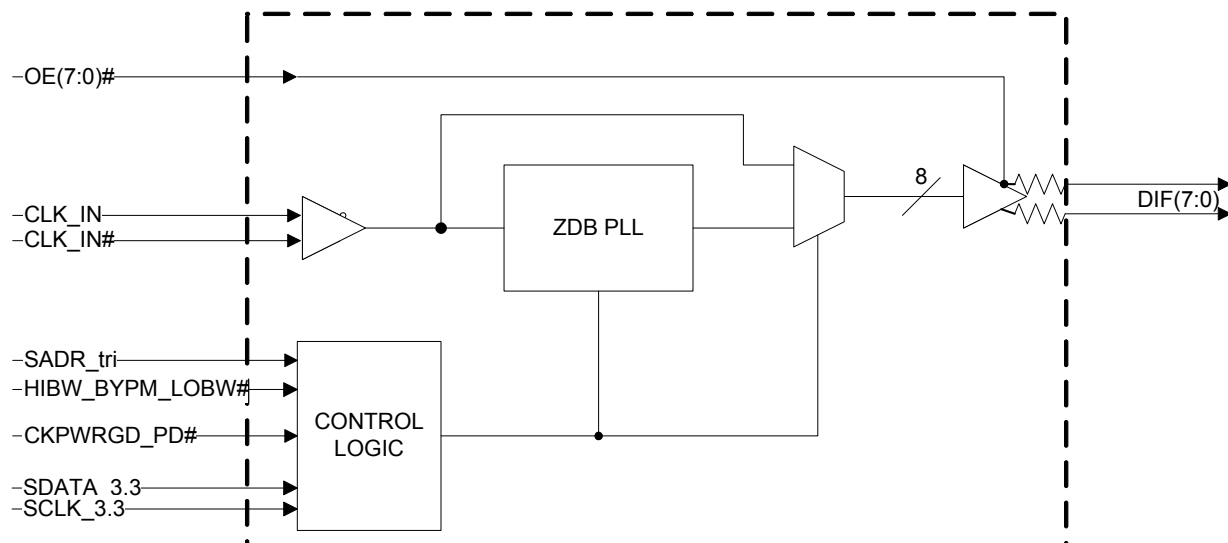 OE(7:0)#
8
CLK_IN
CLK_IN#
ZDB PLL
DIF(7:0)
SADR_tri
HIBW_BYPM_LOBW#
CKPWRGD_PD#
CONTROL
LOGIC
SDATA_3.3
SCLK_3.3